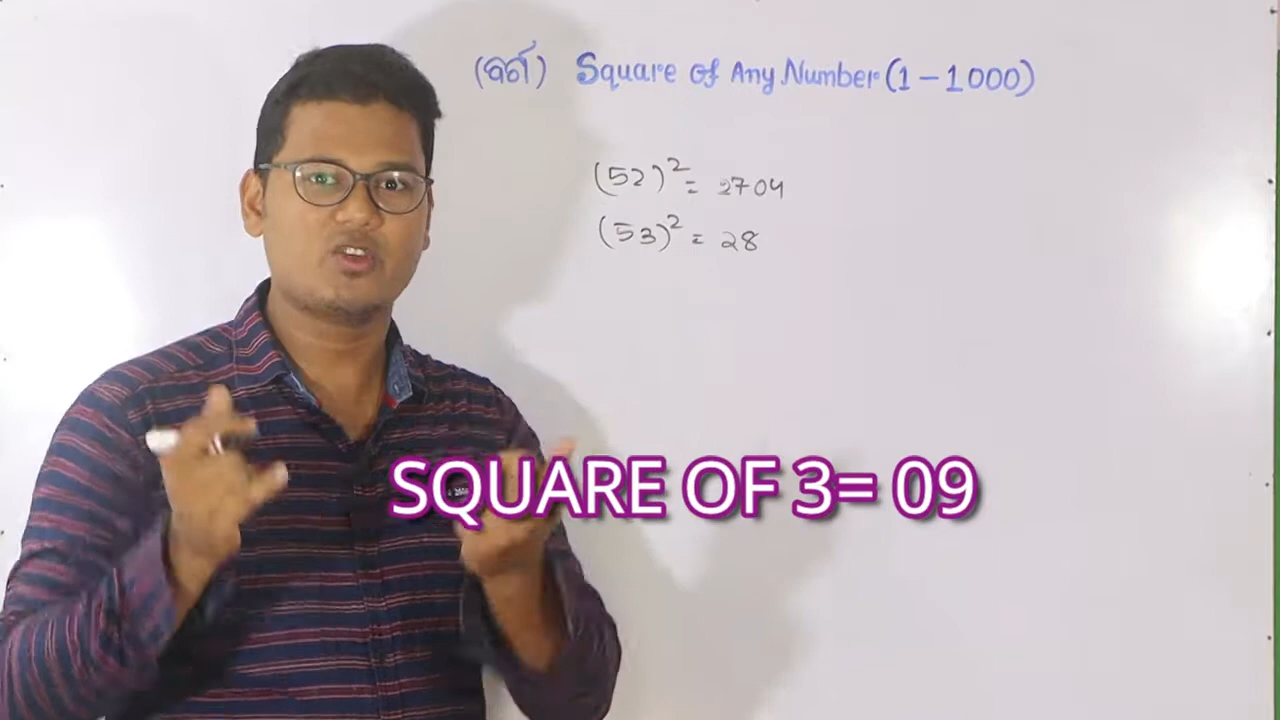 (ବର୍ଗ) Square Of Any Number (1-1000)
(52)² = 2704
(53)² = 28
SQUARE OF 3= 09